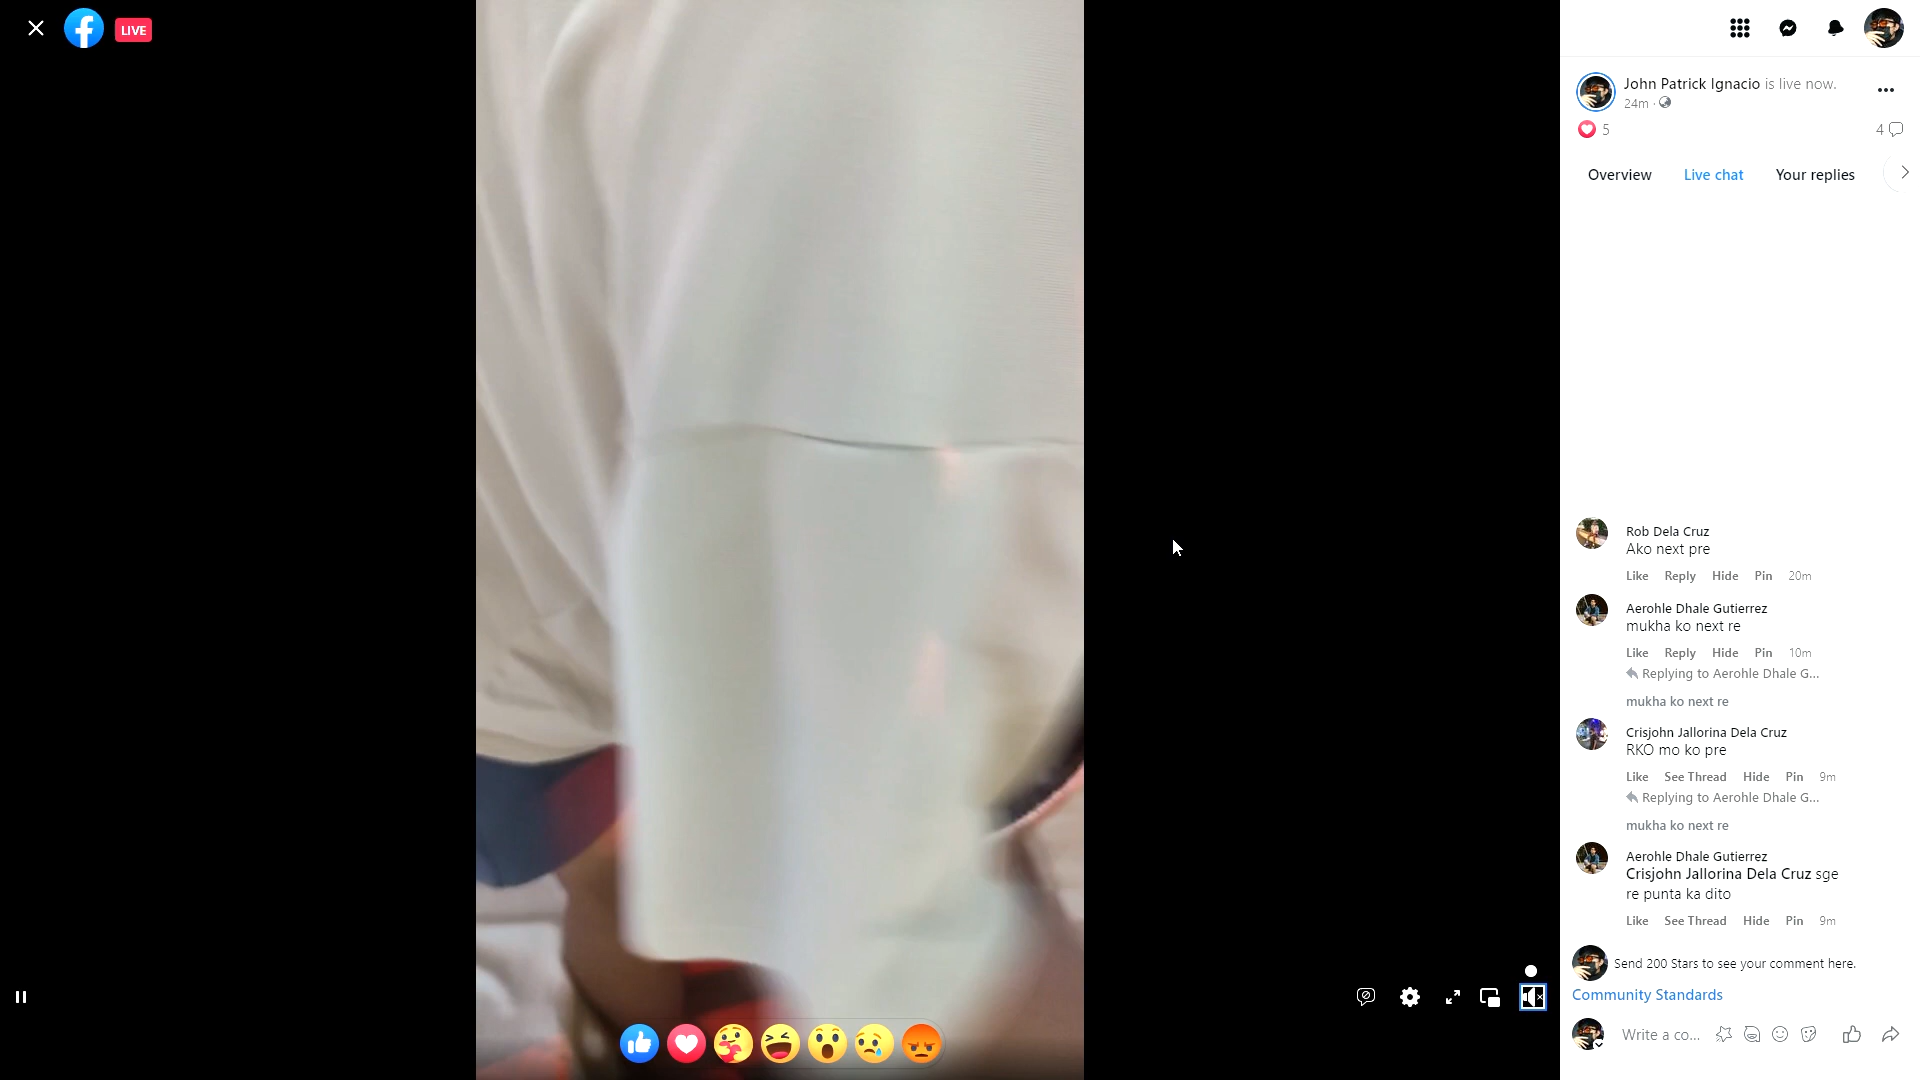 LIVE
John Patrick Ignacio is live now.
24m ·
5
4
Overview Live chat Your replies
Rob Dela Cruz
Ako next pre
Like Reply Hide Pin 20m
Aerohle Dhale Gutierrez
mukha ko next re
Like Reply Hide Pin 10m
Replying to Aerohle Dhale G...
mukha ko next re
Crisjohn Jallorina Dela Cruz
RKO mo ko pre
Like See Thread Hide Pin 9m
Replying to Aerohle Dhale G...
mukha ko next re
Aerohle Dhale Gutierrez
Crisjohn Jallorina Dela Cruz sge
re punta ka dito
Like See Thread Hide Pin 9m
Send 200 Stars to see your comment here.
Community Standards
Write a co...